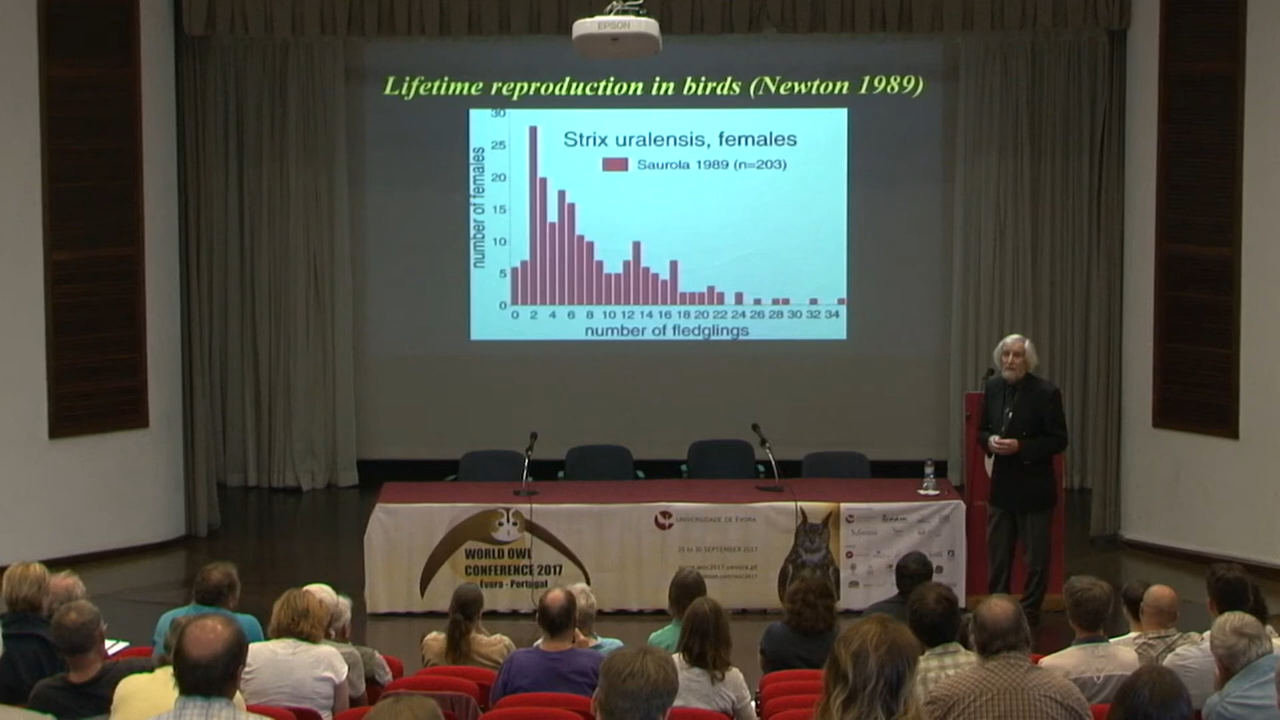 EPSON
Lifetime reproduction in birds (Newton 1989)
Strix uralensis, females
Saurola 1989 (n=203)
number of females
30
25
20
15
10
5
0
0 2 4 6 8 10 12 14 16 18 20 22 24 26 28 30 32 34
number of fledglings
WORLD OWL
CONFERENCE 2017
Évora - Portugal
UNIVERSIDADE DE ÉVORA